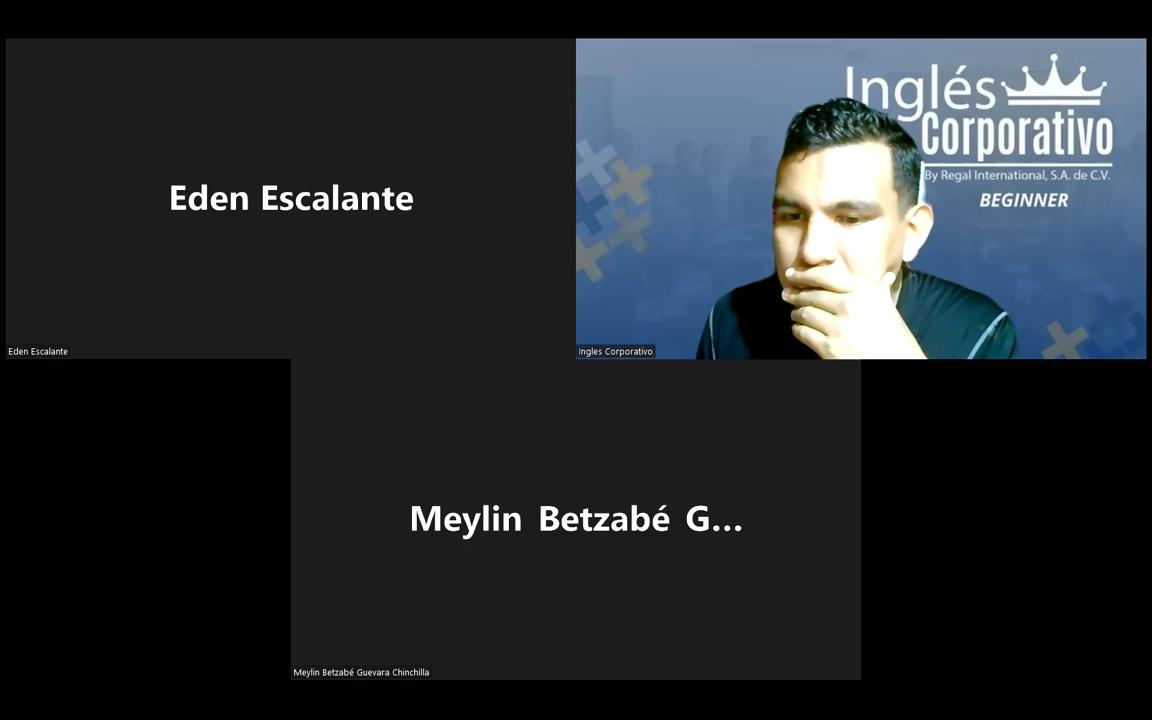 Eden Escalante
Eden Escalante
Inglés
Corporativo
By Regal International, S.A. de C.V.
BEGINNER
Ingles Corporativo
Meylin Betzabé G...
Meylin Betzabé Guevara Chinchilla